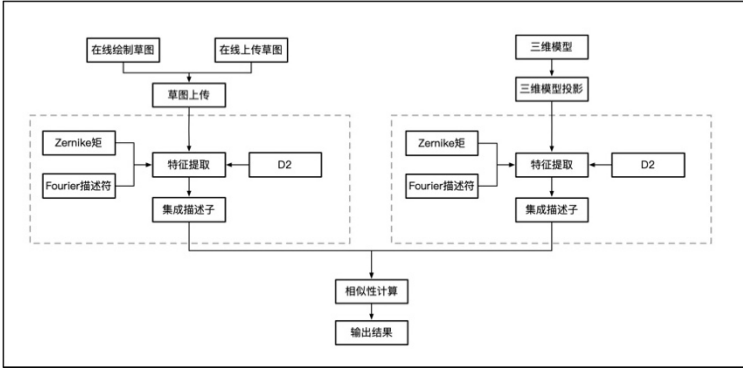 在线绘制草图
在线上传草图
三维模型
草图上传
三维模型投影
Zernike矩
特征提取
D2
Fourier描述符
集成描述子
Zernike矩
特征提取
D2
Fourier描述符
集成描述子
相似性计算
输出结果